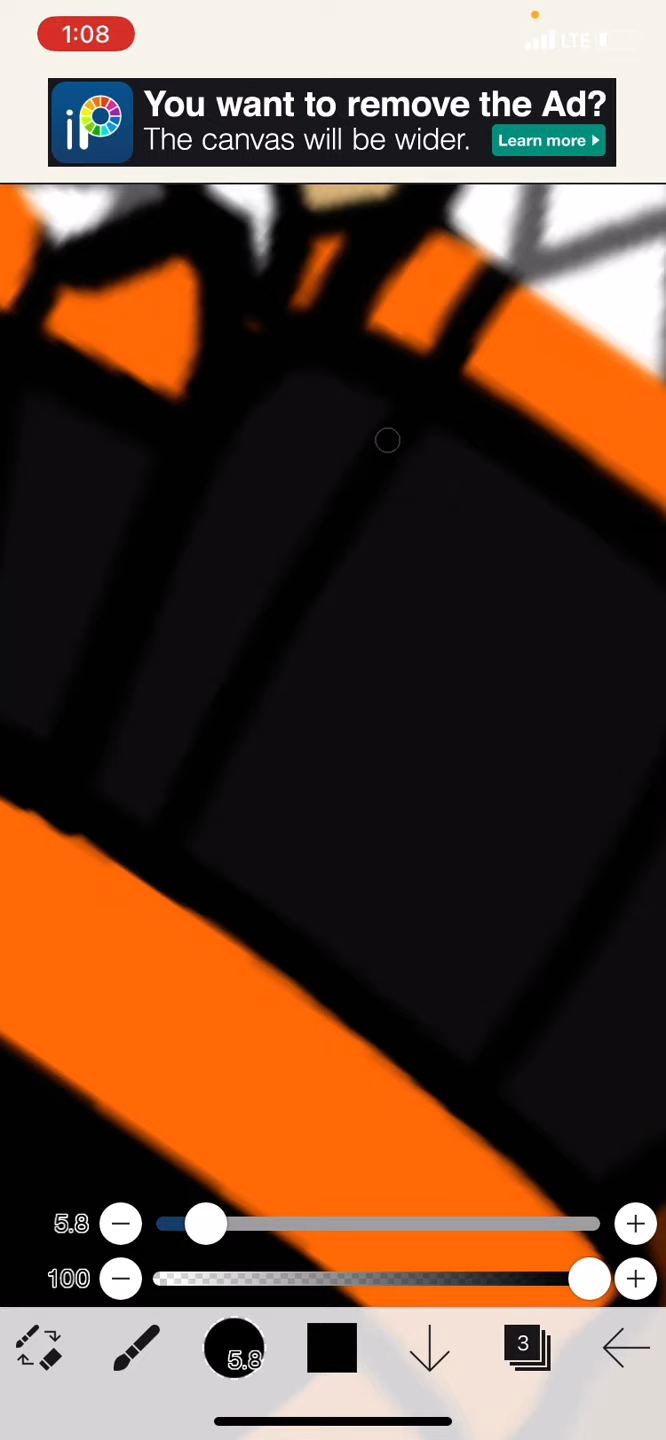 1:08
LTE
iP
You want to remove the Ad?
The canvas will be wider.
Learn more
5.8
100
5.8
3